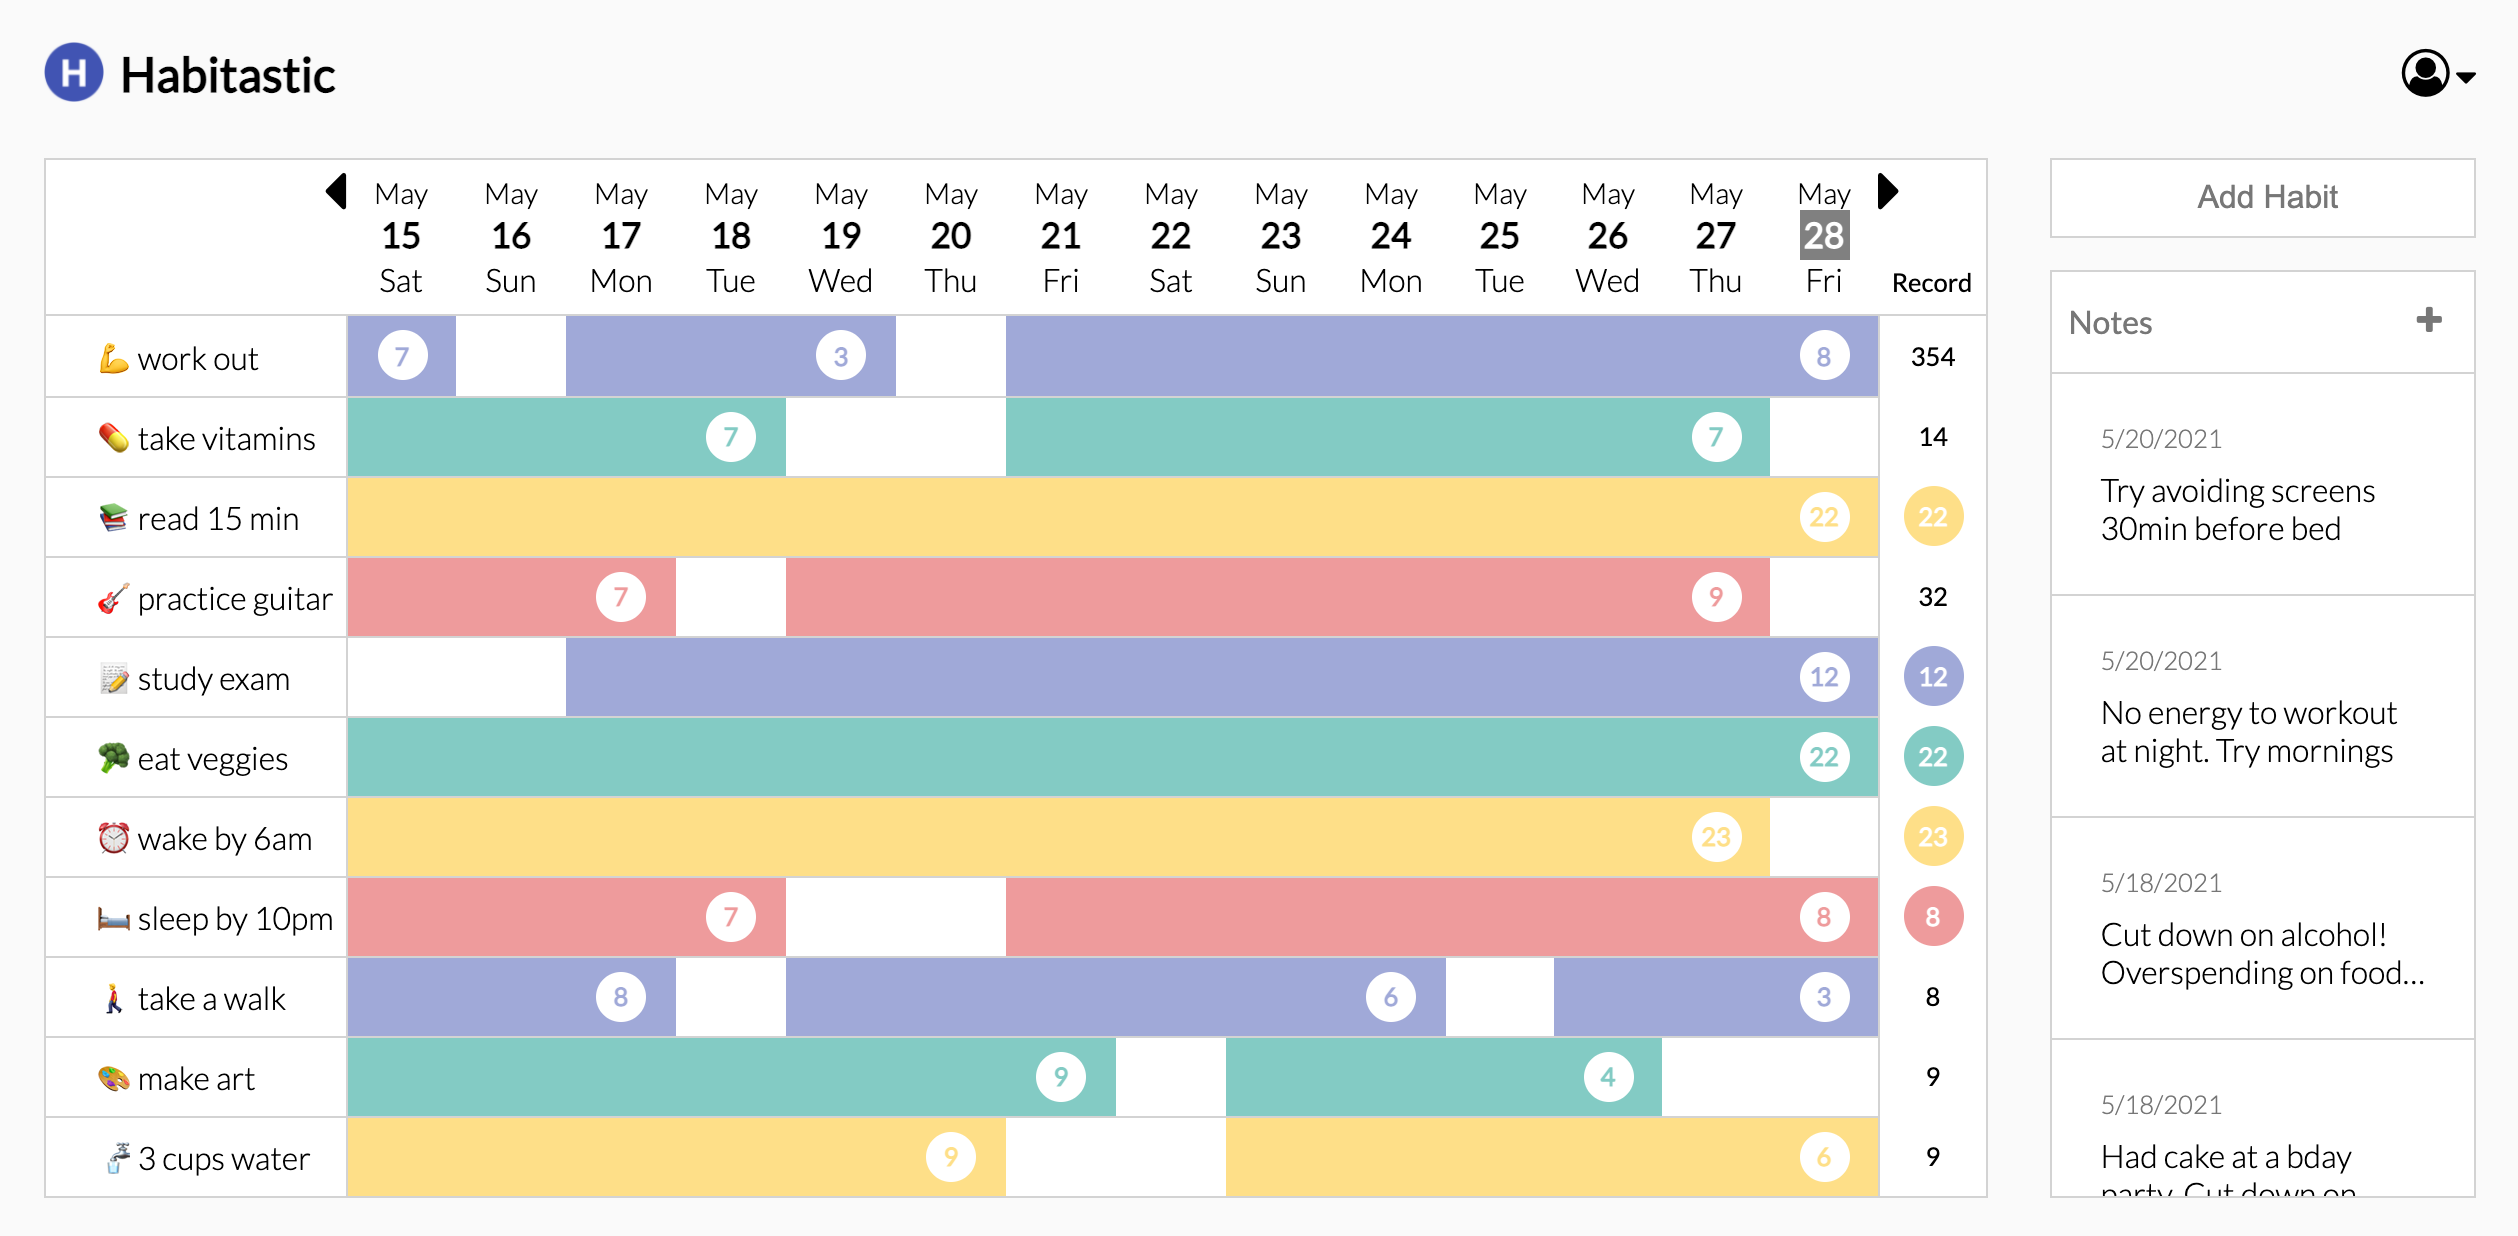 H Habitastic
May May May May May May May May May May May May May May
15 16 17 18 19 20 21 22 23 24 25 26 27 28
Sat Sun Mon Tue Wed Thu Fri Sat Sun Mon Tue Wed Thu Fri Record
work out 7 3 8 354
take vitamins 7 7 14
read 15 min 22 22
practice guitar 7 9 32
study exam 12 12
eat veggies 22 22
wake by 6am 23 23
sleep by 10pm 7 8 8
take a walk 8 6 3 8
make art 9 4 9
3 cups water 9 6 9
Add Habit
Notes +
5/20/2021
Try avoiding screens
30min before bed
5/20/2021
No energy to workout
at night. Try mornings
5/18/2021
Cut down on alcohol!
Overspending on food...
5/18/2021
Had cake at a bday
party. Cut down on